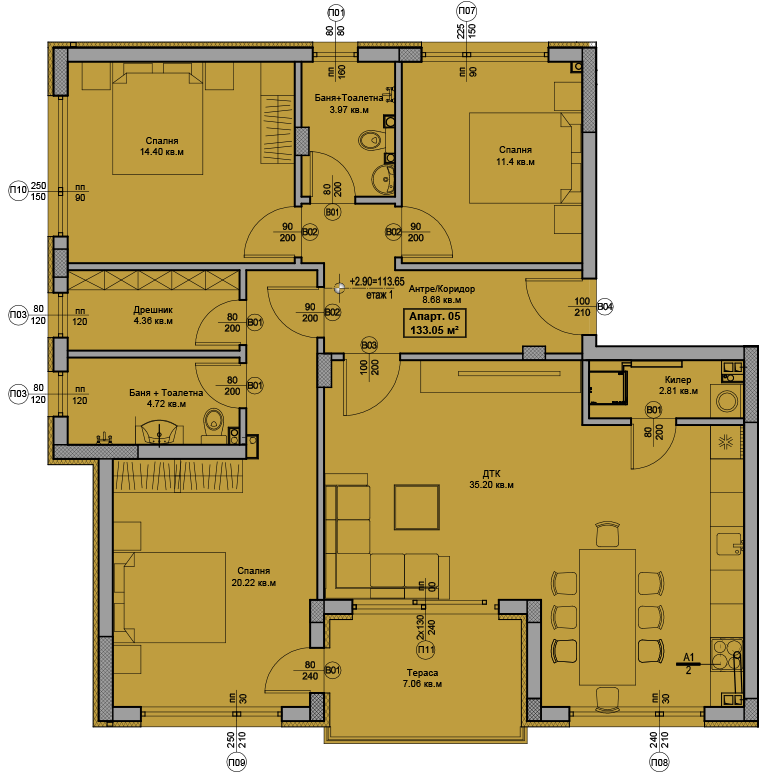 П01
80
80
пп
160
П07
225
150
пп
90
Баня+Тоалетна
3.97 кв.м
Спалня
14.40 кв.м
Спалня
11.4 кв.м
П10
250
150
пп
90
80
200
В01
90
200
В02
В02
90
200
+2.90=113.65
етаж 1
Антре/Коридор
8.68 кв.м
Апарт. 05
133.05 м²
100
210
В04
П03
80
120
пп
120
Дрешник
4.36 кв.м
80
200
В01
90
200
В02
В03
100
200
П03
80
120
пп
120
Баня + Тоалетна
4.72 кв.м
80
200
В01
Килер
2.81 кв.м
В01
80
200
ДТК
35.20 кв.м
Спалня
20.22 кв.м
пп
00
2x130
240
П11
80
240
В01
Тераса
7.06 кв.м
А1
2
пп
30
250
210
П09
пп
30
240
210
П08